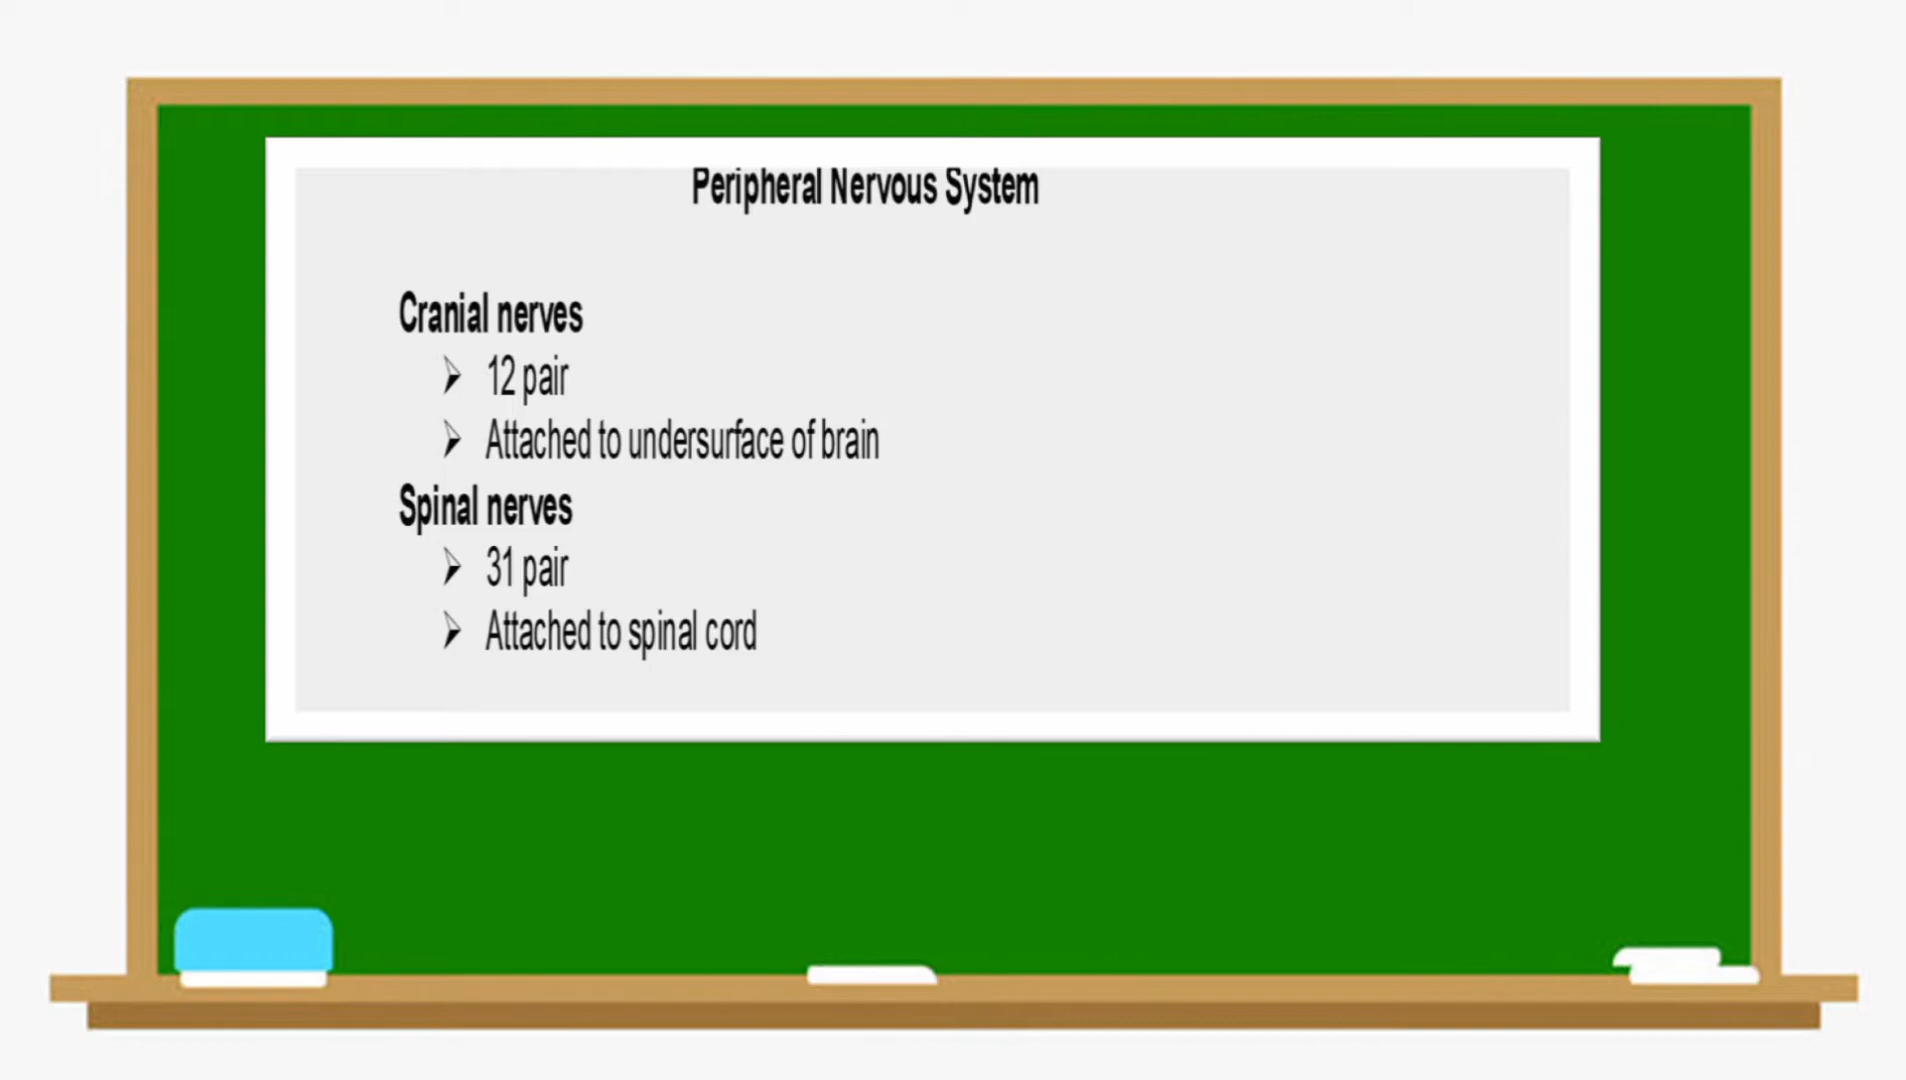 Peripheral Nervous System
Cranial nerves
➢ 12 pair
➢ Attached to undersurface of brain
Spinal nerves
➢ 31 pair
➢ Attached to spinal cord